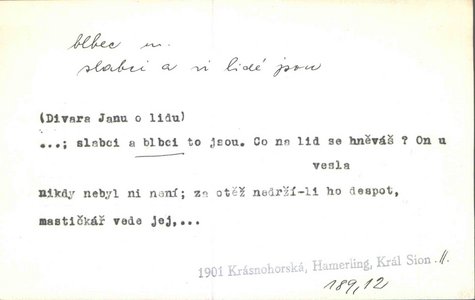 blbec m.
slabci a ni lidé jsou
(Divara Janu o lidu)
...; slabci a blbci to jsou. Co na lid se hněváš ? On u
vesla
nikdy nebyl ni není; za otěž nedrží-li ho despot,
mastičkář vede jej,...
1901 Krásnohorská, Hamerling, Král Sion II.
189,12